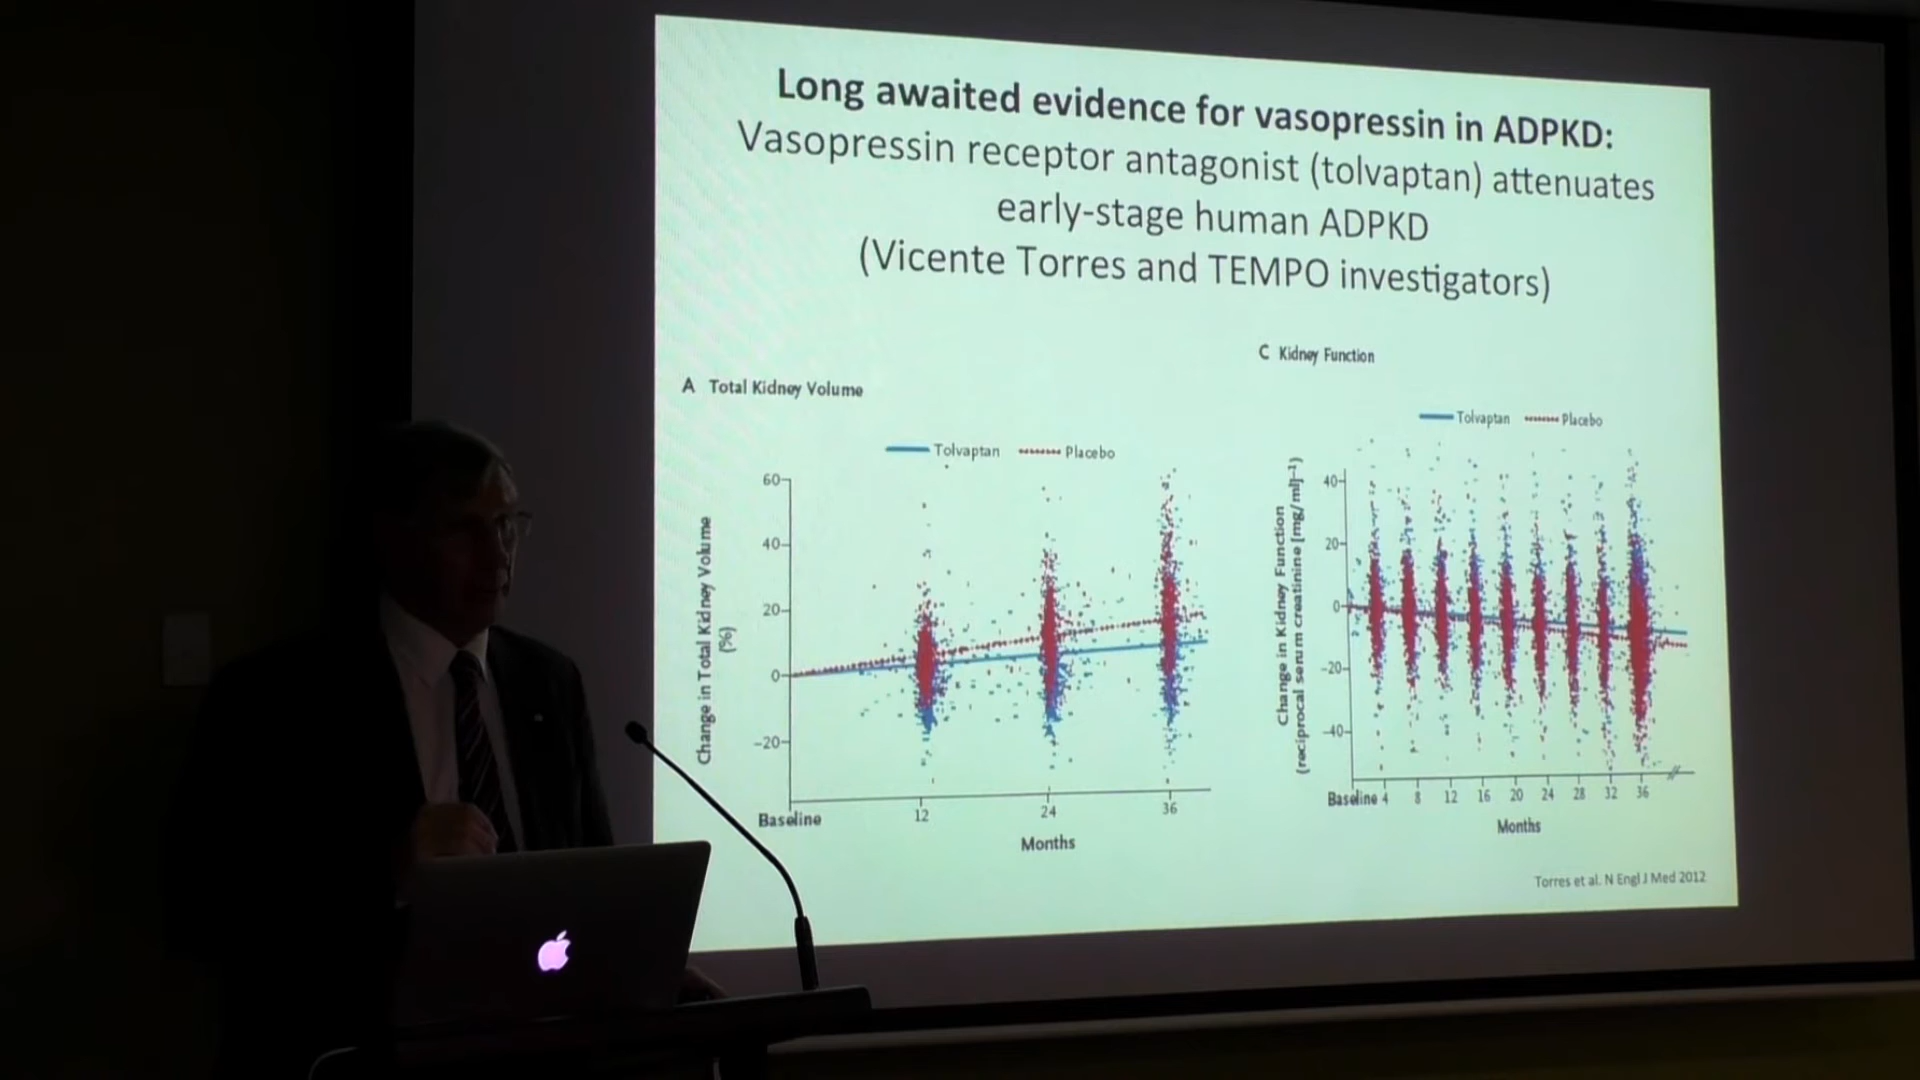 Long awaited evidence for vasopressin in ADPKD:
Vasopressin receptor antagonist (tolvaptan) attenuates
early-stage human ADPKD
(Vicente Torres and TEMPO investigators)
A Total Kidney Volume
Tolvaptan Placebo
Change in Total Kidney Volume
(%)
60
40
20
0
-20
Baseline 12 24 36
Months
C Kidney Function
Tolvaptan Placebo
Change in Kidney Function
(reciprocal serum creatinine [mg/ml]-1)
40
20
0
-20
-40
Baseline 4 8 12 16 20 24 28 32 36
Months
Torres et al. N Engl J Med 2012